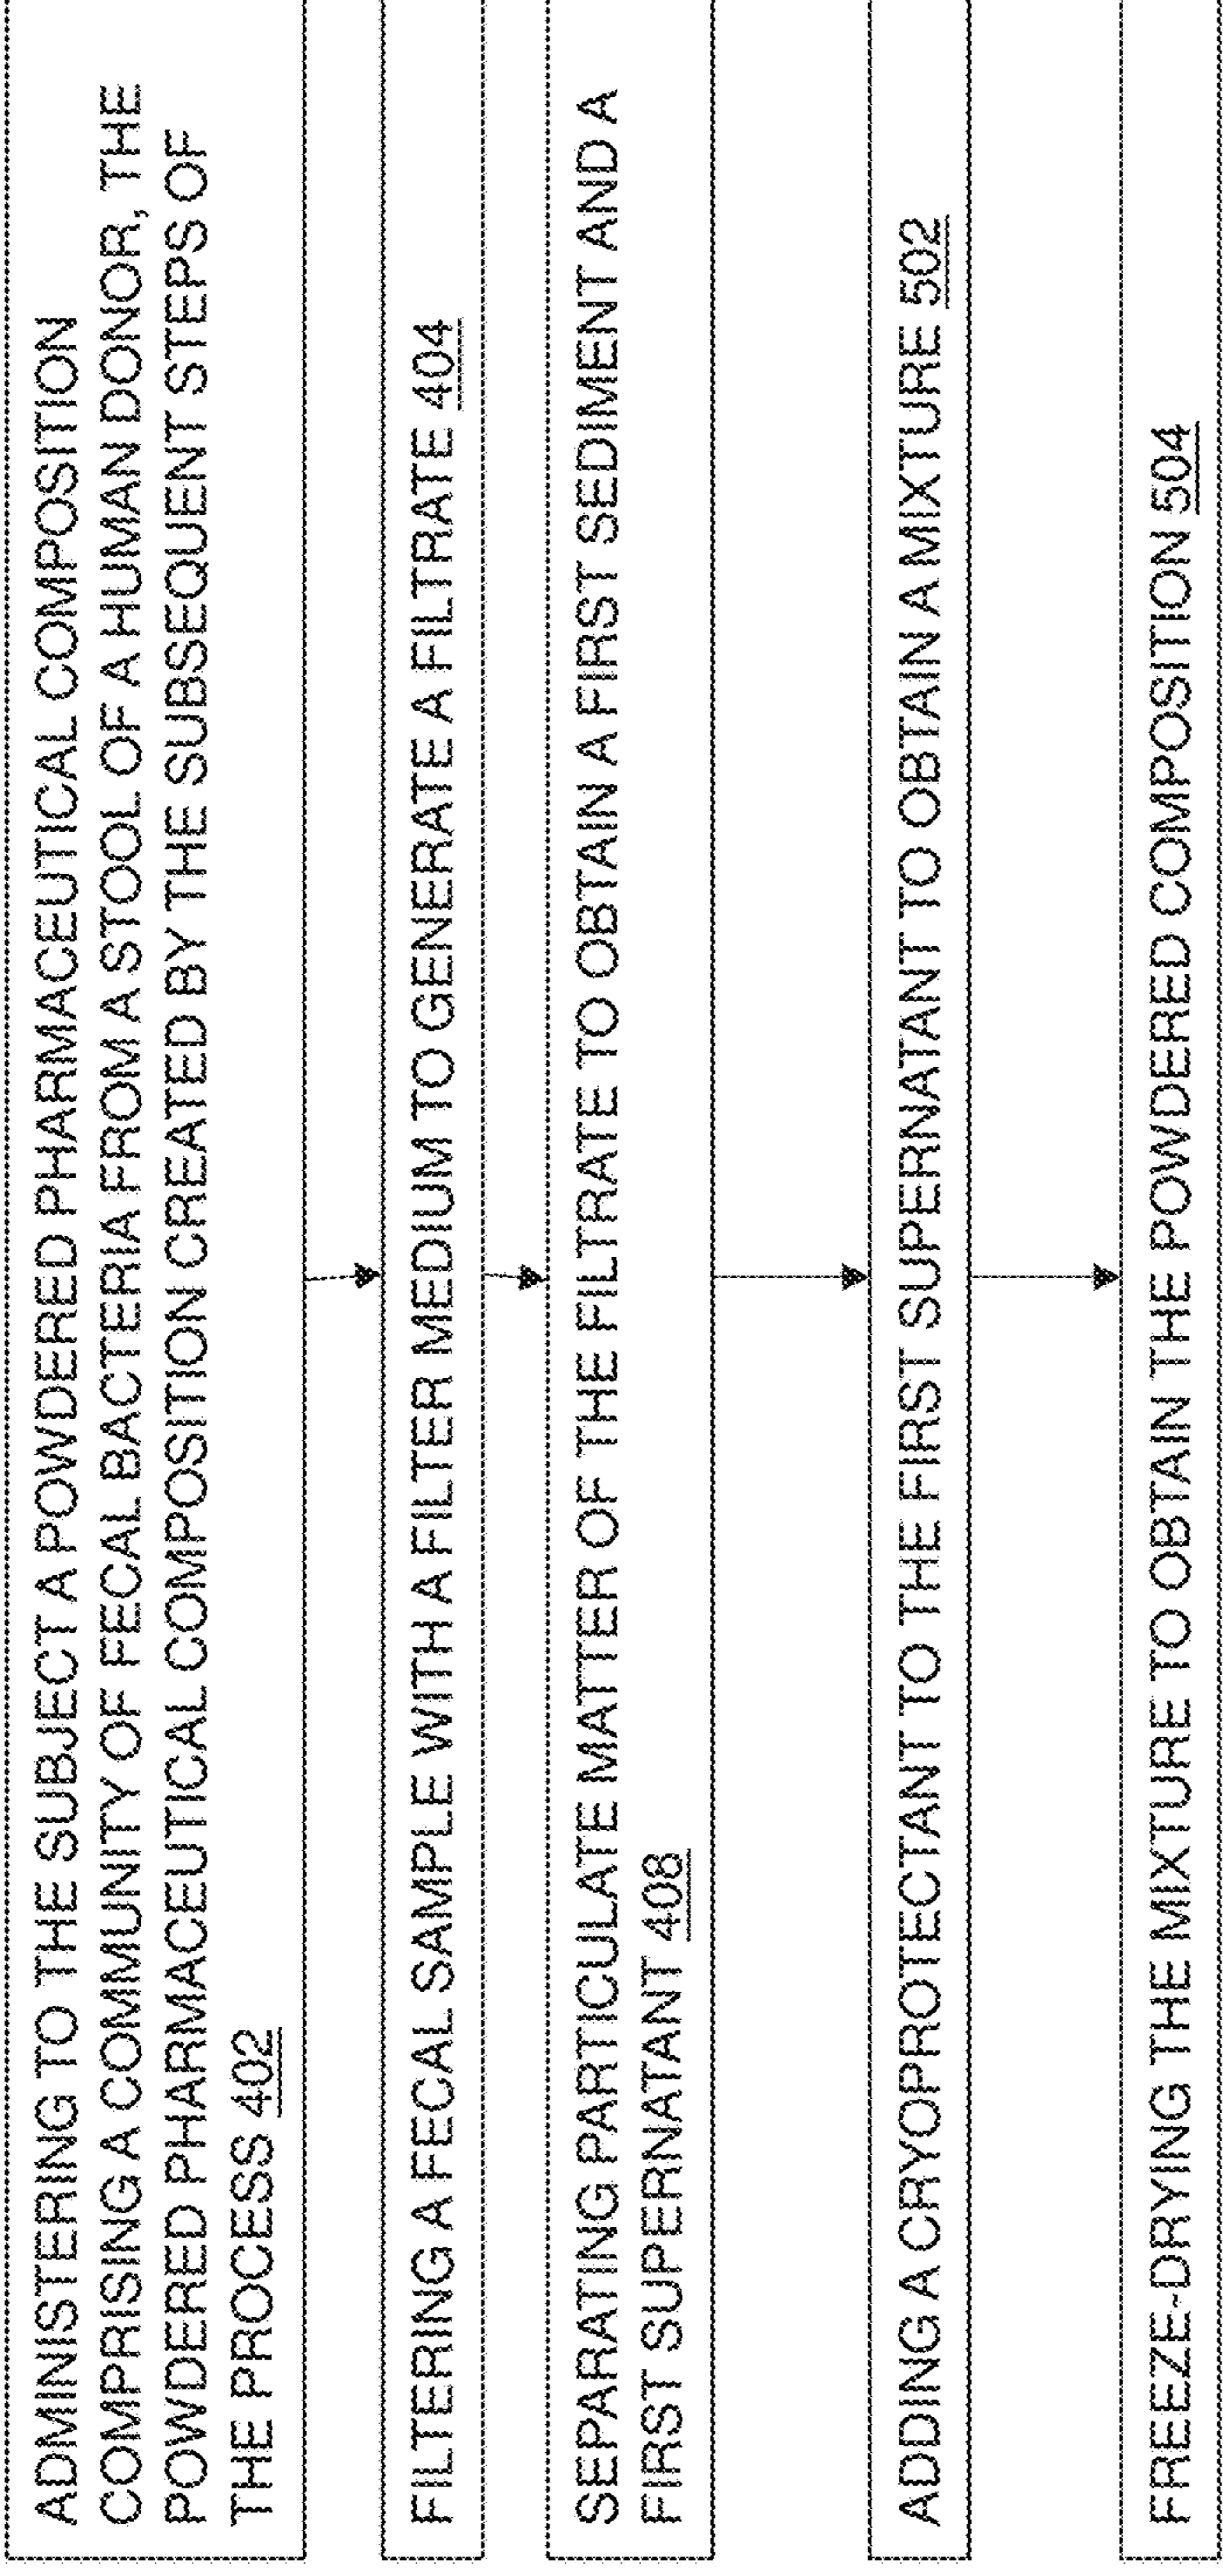 ADMINISTERING TO THE SUBJECT A POWDERED PHARMACEUTICAL COMPOSITION
COMPRISING A COMMUNITY OF FECAL BACTERIA FROM A STOOL OF A HUMAN DONOR, THE
POWDERED PHARMACEUTICAL COMPOSITION CREATED BY THE SUBSEQUENT STEPS OF
THE PROCESS 402
FILTERING A FECAL SAMPLE WITH A FILTER MEDIUM TO GENERATE A FILTRATE 404
SEPARATING PARTICULATE MATTER OF THE FILTRATE TO OBTAIN A FIRST SEDIMENT AND A
FIRST SUPERNATANT 408
ADDING A CRYOPROTECTANT TO THE FIRST SUPERNATANT TO OBTAIN A MIXTURE 502
FREEZE-DRYING THE MIXTURE TO OBTAIN THE POWDERED COMPOSITION 504